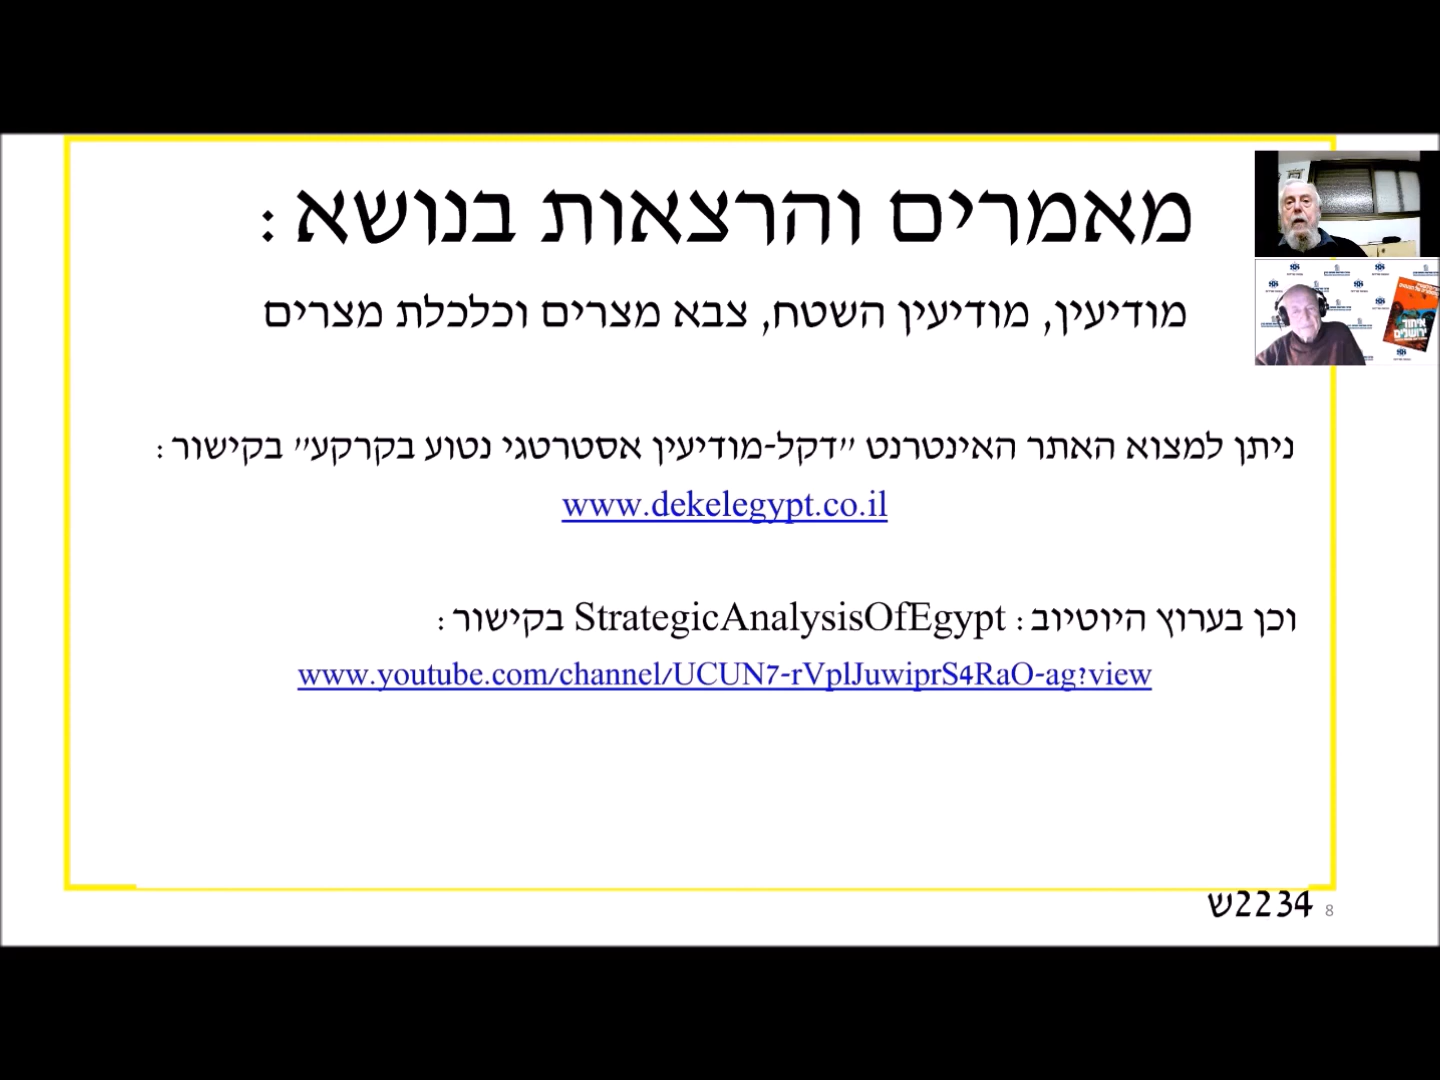 מאמרים והרצאות בנושא:
מודיעין, מודיעין השטח, צבא מצרים וכלכלת מצרים
ניתן למצוא האתר האינטרנט "דקל-מודיעין אסטרטגי נטוע בקרקע" בקישור:
www.dekelegypt.co.il
וכן בערוץ היוטיוב: StrategicAnalysisOfEgypt בקישור:
www.youtube.com/channel/UCUN7-rVplJuwiprS4RaO-ag?view
ש2234
8
איחוד
ירושלים